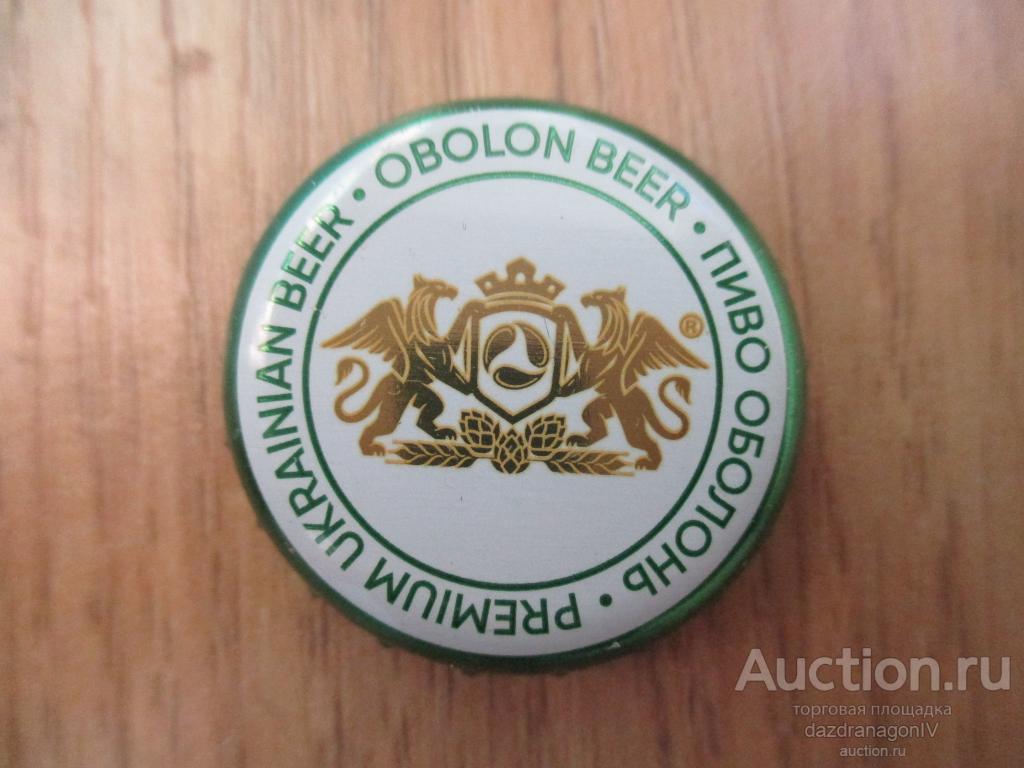 OBOLON BEER • ПИВО ОБОЛОНЬ • PREMIUM UKRAINIAN BEER •
®
Auction.ru
торговая площадка
dazdranagonIV
auction.ru